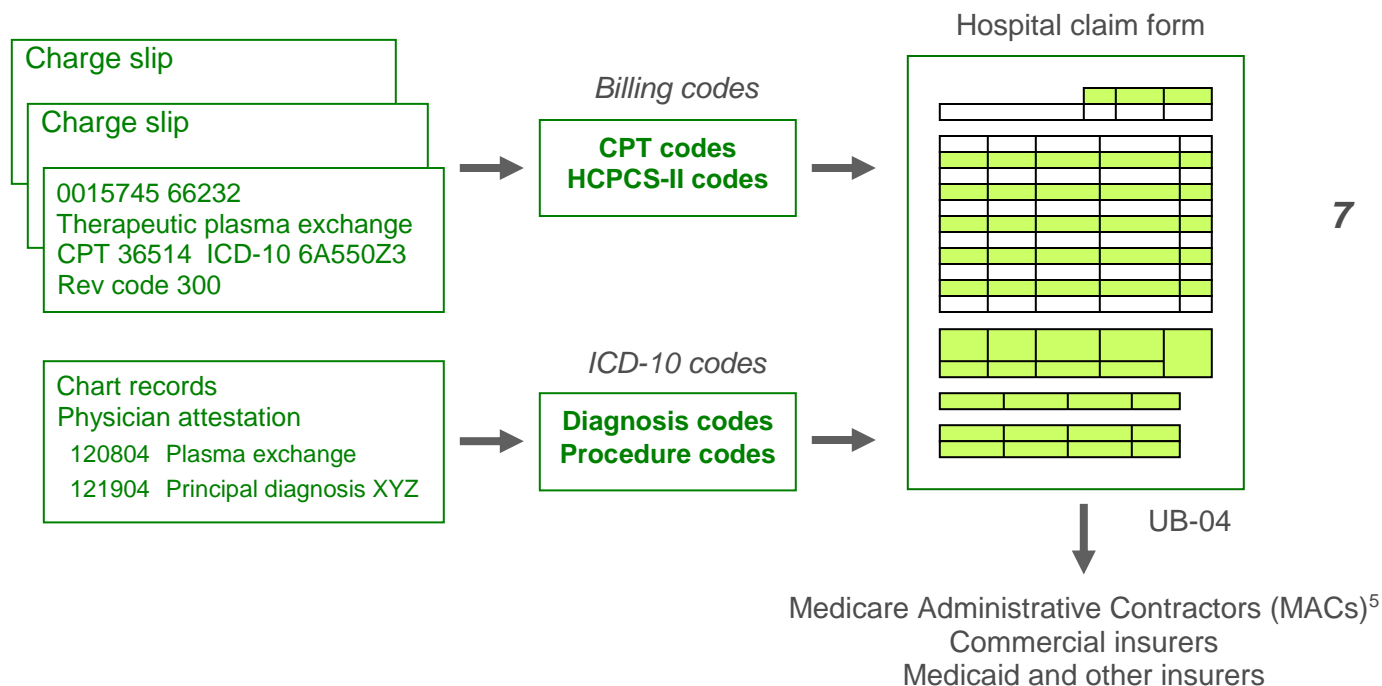 Hospital claim form
Charge slip
Charge slip
0015745 66232
Therapeutic plasma exchange
CPT 36514 ICD-10 6A550Z3
Rev code 300
Billing codes
CPT codes
HCPCS-II codes
7
Chart records
Physician attestation
120804 Plasma exchange
121904 Principal diagnosis XYZ
ICD-10 codes
Diagnosis codes
Procedure codes
UB-04
Medicare Administrative Contractors (MACs)⁵
Commercial insurers
Medicaid and other insurers